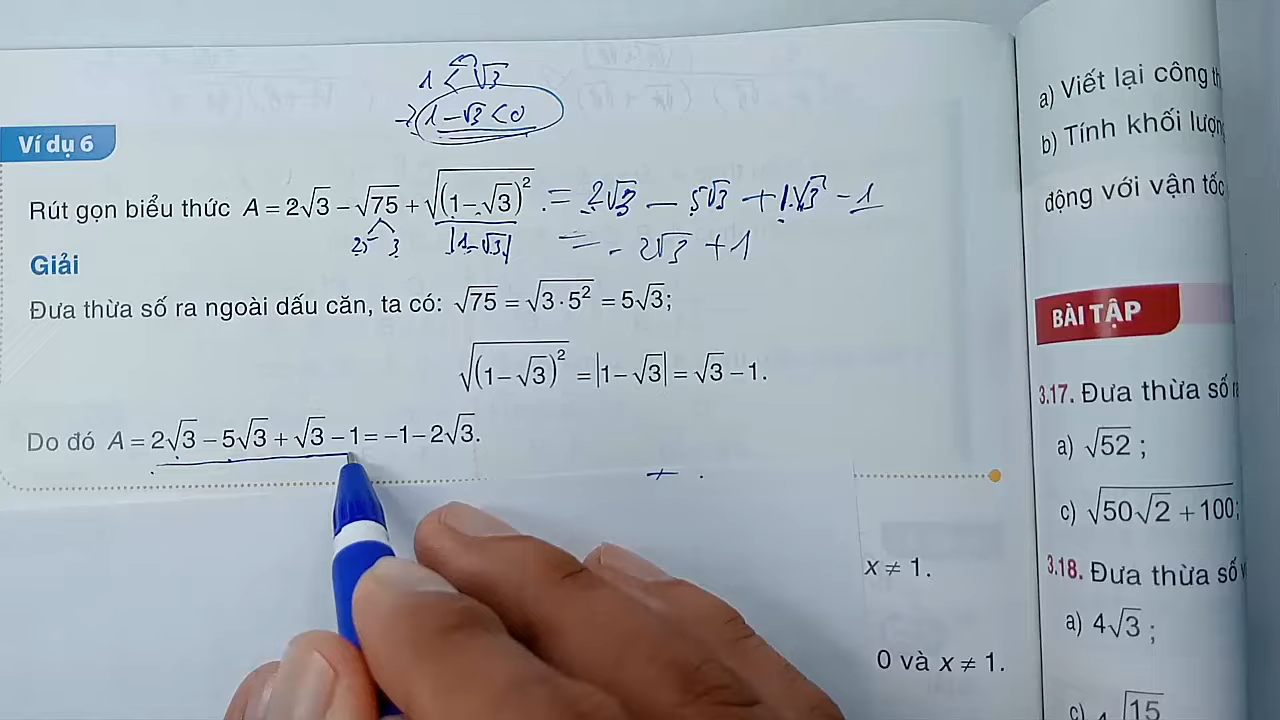 1 < √3
→ 1 - √3 < 0
Ví dụ 6
Rút gọn biểu thức A = 2√3 − √75 + √(1−√3)² = 2√3 − 5√3 + 1√3 − 1
25 3 |1-√3| = - 2√3 + 1
Giải
Đưa thừa số ra ngoài dấu căn, ta có: √75 = √3·5² = 5√3;
√(1−√3)² = |1−√3| = √3 − 1.
Do đó A = 2√3 − 5√3 + √3 − 1 = −1 − 2√3.
x ≠ 1.
0 và x ≠ 1.
a) Viết lại công
b) Tính khối
động với vận tốc
BÀI TẬP
3.17. Đưa thừa số
a) √52 ;
c) √50√2 + 100;
3.18. Đưa thừa số
a) 4√3 ;
c) √15